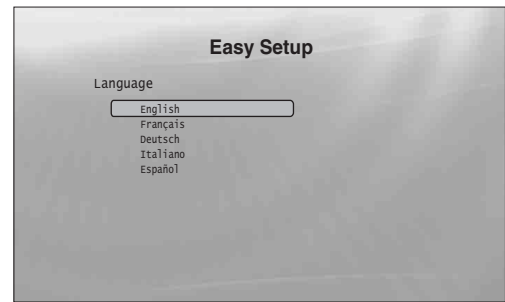 Easy Setup
Language
English
Français
Deutsch
Italiano
Español